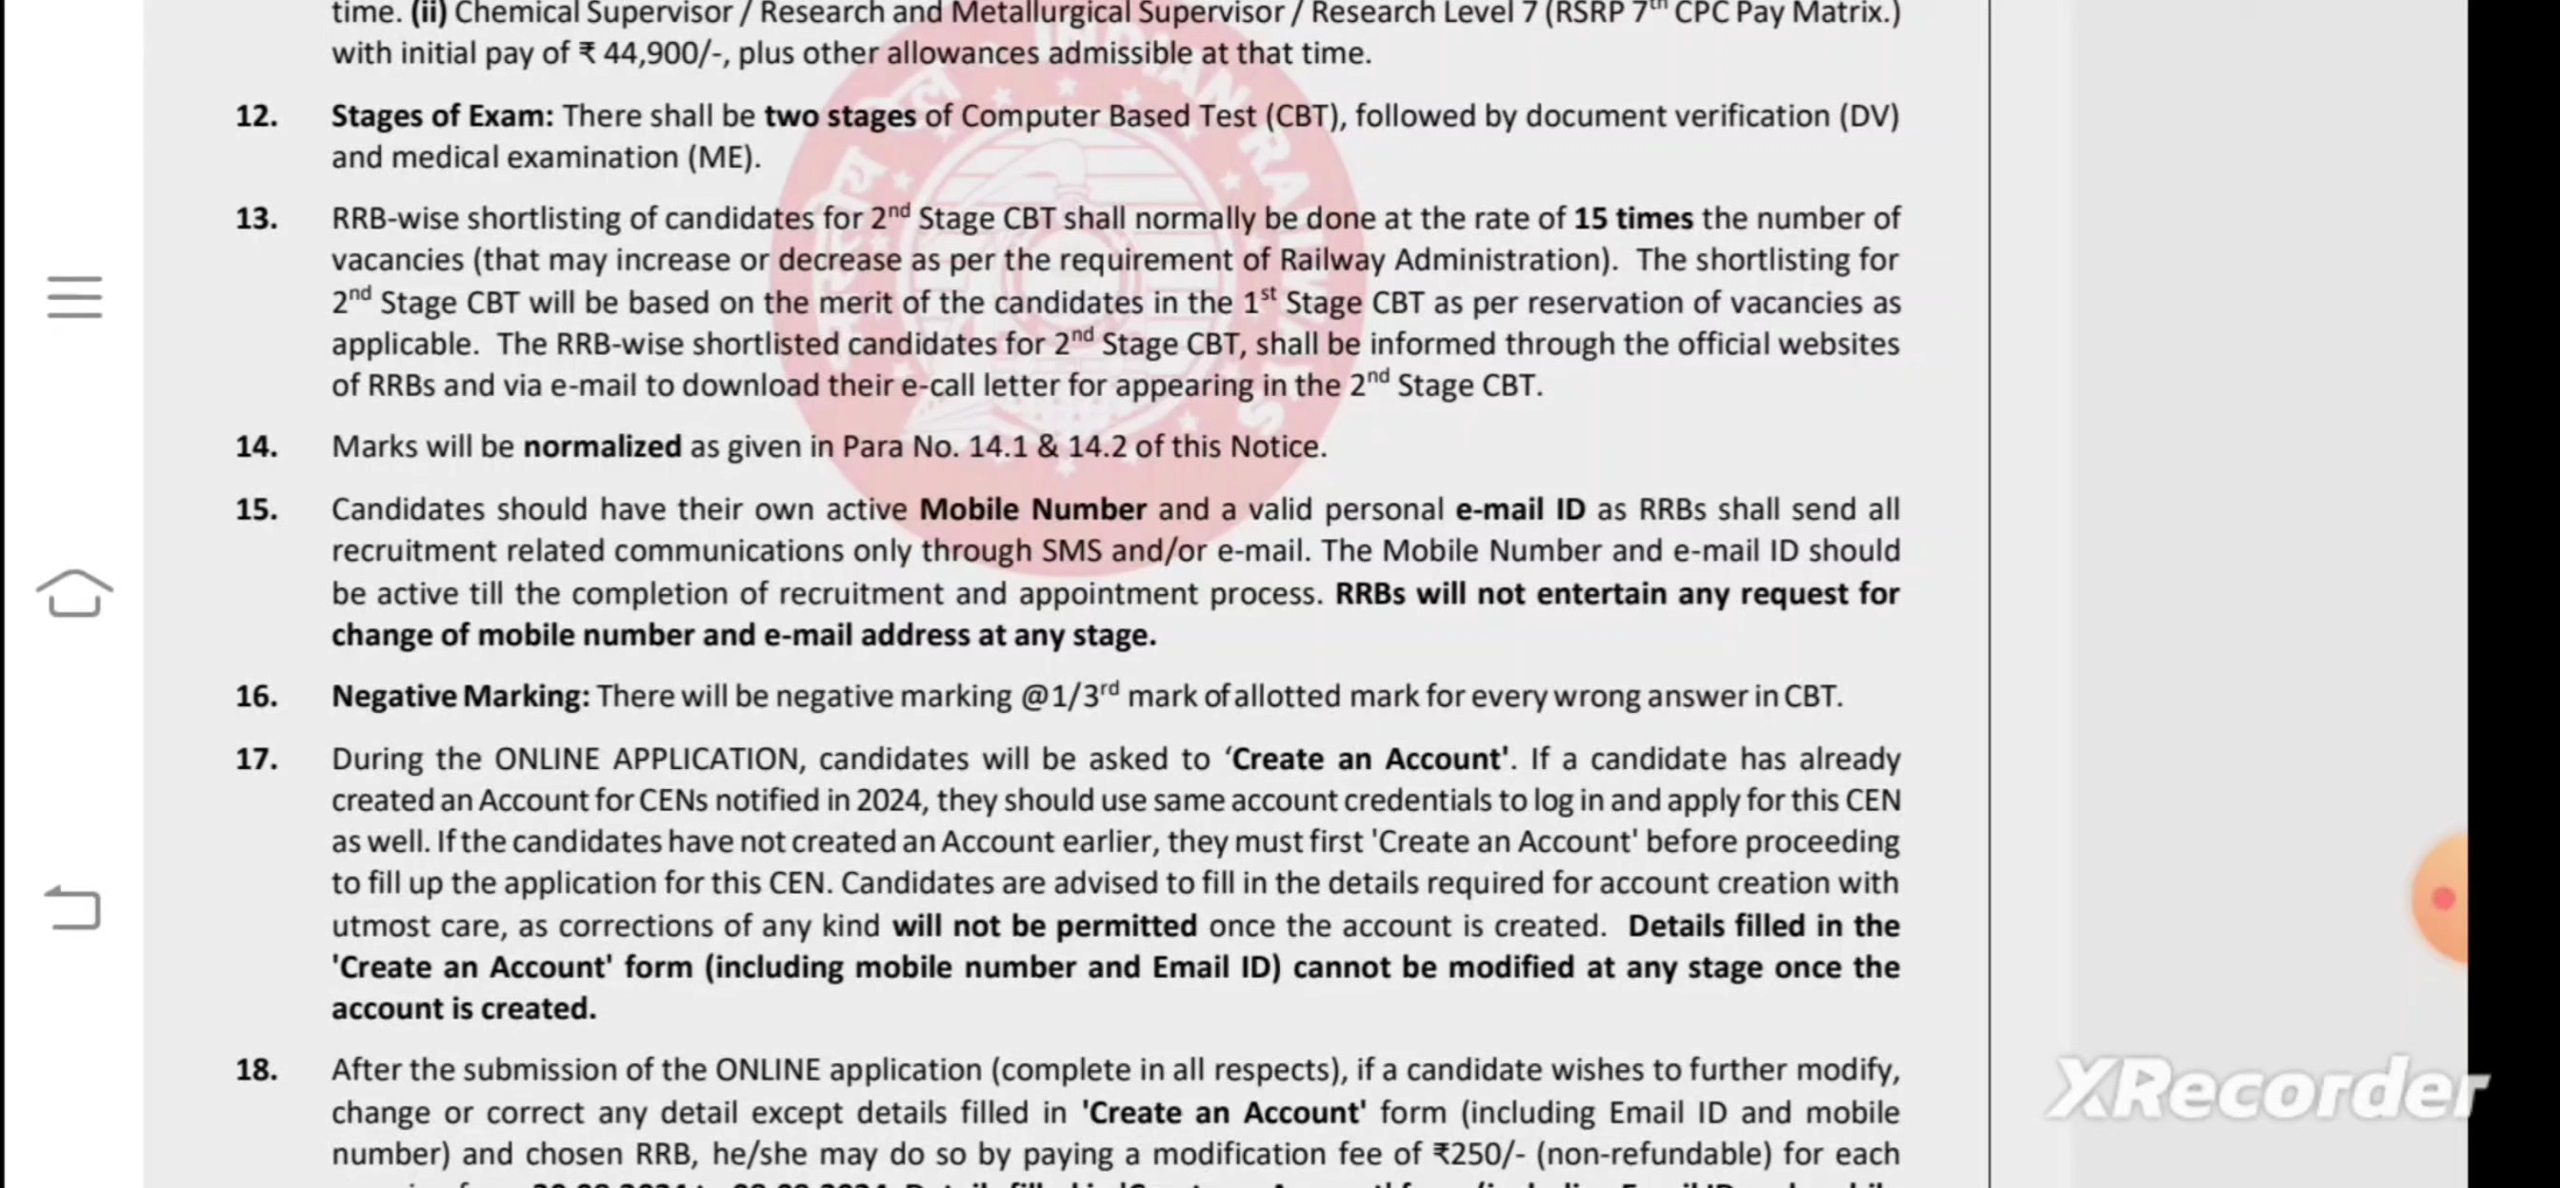 time. (ii) Chemical Supervisor / Research and Metallurgical Supervisor / Research Level 7 (RSRP 7th CPC Pay Matrix.)
with initial pay of ₹ 44,900/-, plus other allowances admissible at that time.
12. Stages of Exam: There shall be two stages of Computer Based Test (CBT), followed by document verification (DV)
and medical examination (ME).
13. RRB-wise shortlisting of candidates for 2nd Stage CBT shall normally be done at the rate of 15 times the number of
vacancies (that may increase or decrease as per the requirement of Railway Administration). The shortlisting for
2nd Stage CBT will be based on the merit of the candidates in the 1st Stage CBT as per reservation of vacancies as
applicable. The RRB-wise shortlisted candidates for 2nd Stage CBT, shall be informed through the official websites
of RRBs and via e-mail to download their e-call letter for appearing in the 2nd Stage CBT.
14. Marks will be normalized as given in Para No. 14.1 & 14.2 of this Notice.
15. Candidates should have their own active Mobile Number and a valid personal e-mail ID as RRBs shall send all
recruitment related communications only through SMS and/or e-mail. The Mobile Number and e-mail ID should
be active till the completion of recruitment and appointment process. RRBs will not entertain any request for
change of mobile number and e-mail address at any stage.
16. Negative Marking: There will be negative marking @1/3rd mark of allotted mark for every wrong answer in CBT.
17. During the ONLINE APPLICATION, candidates will be asked to ‘Create an Account'. If a candidate has already
created an Account for CENs notified in 2024, they should use same account credentials to log in and apply for this CEN
as well. If the candidates have not created an Account earlier, they must first 'Create an Account' before proceeding
to fill up the application for this CEN. Candidates are advised to fill in the details required for account creation with
utmost care, as corrections of any kind will not be permitted once the account is created. Details filled in the
'Create an Account' form (including mobile number and Email ID) cannot be modified at any stage once the
account is created.
18. After the submission of the ONLINE application (complete in all respects), if a candidate wishes to further modify,
change or correct any detail except details filled in 'Create an Account' form (including Email ID and mobile
number) and chosen RRB, he/she may do so by paying a modification fee of ₹250/- (non-refundable) for each
INDIAN RAILWAYS
XRecorder